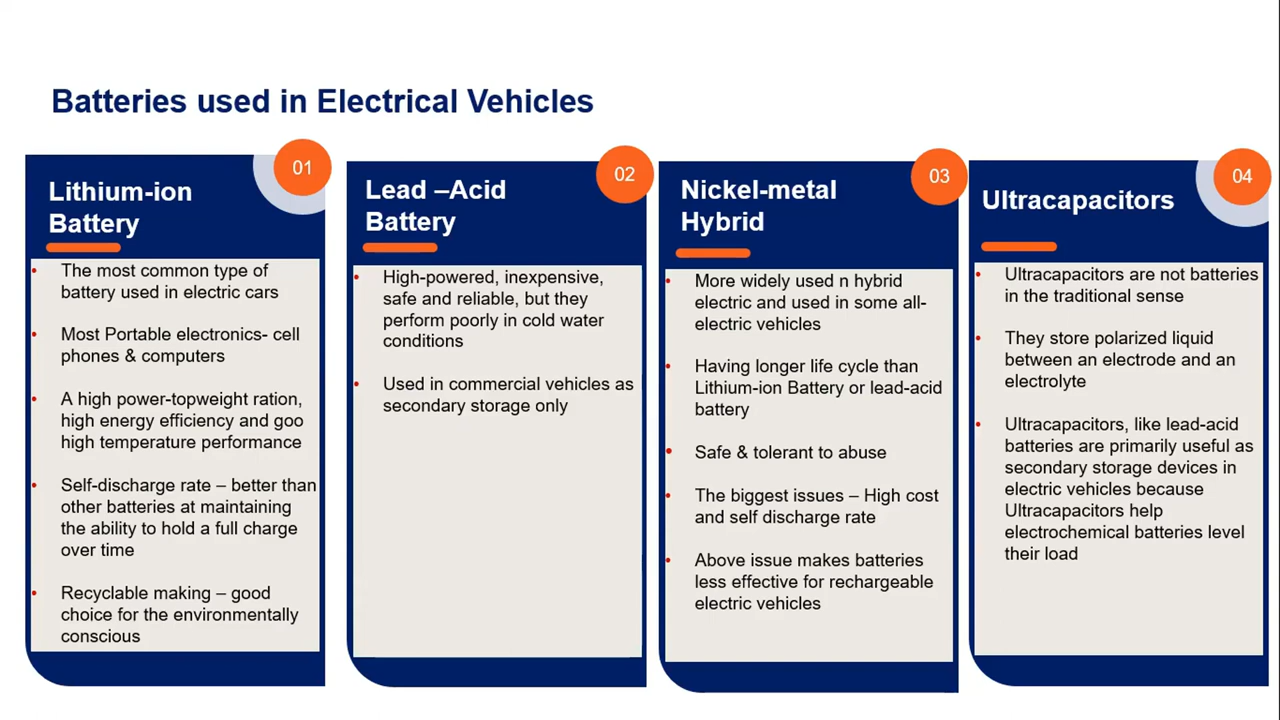 Batteries used in Electrical Vehicles
01
Lithium-ion
Battery
The most common type of
battery used in electric cars
Most Portable electronics- cell
phones & computers
A high power-topweight ration,
high energy efficiency and goo
high temperature performance
Self-discharge rate – better than
other batteries at maintaining
the ability to hold a full charge
over time
Recyclable making – good
choice for the environmentally
conscious
02
Lead –Acid
Battery
High-powered, inexpensive,
safe and reliable, but they
perform poorly in cold water
conditions
Used in commercial vehicles as
secondary storage only
03
Nickel-metal
Hybrid
More widely used n hybrid
electric and used in some all-
electric vehicles
Having longer life cycle than
Lithium-ion Battery or lead-acid
battery
Safe & tolerant to abuse
The biggest issues – High cost
and self discharge rate
Above issue makes batteries
less effective for rechargeable
electric vehicles
04
Ultracapacitors
Ultracapacitors are not batteries
in the traditional sense
They store polarized liquid
between an electrode and an
electrolyte
Ultracapacitors, like lead-acid
batteries are primarily useful as
secondary storage devices in
electric vehicles because
Ultracapacitors help
electrochemical batteries level
their load